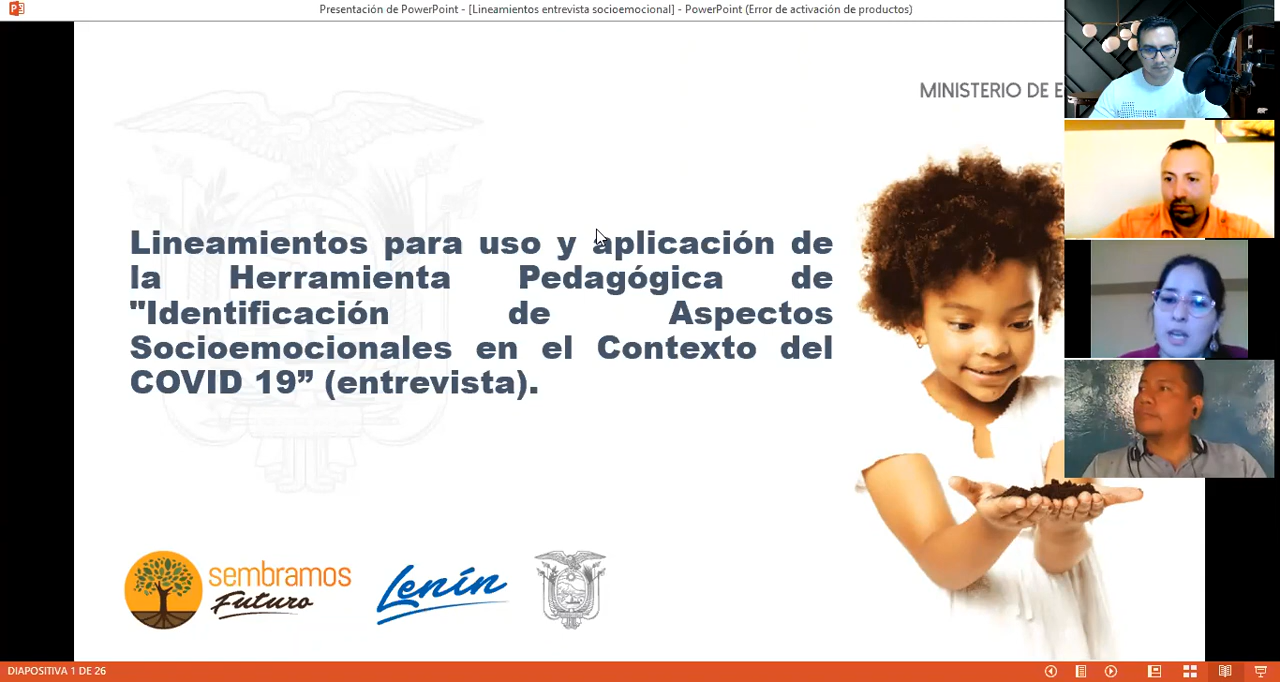 Presentación de PowerPoint - [Lineamientos entrevista socioemocional] - PowerPoint (Error de activación de productos)
MINISTERIO DE E
Lineamientos para uso y aplicación de
la Herramienta Pedagógica de
"Identificación de Aspectos
Socioemocionales en el Contexto del
COVID 19” (entrevista).
sembramos
Futuro
Lenín
DIAPOSITIVA 1 DE 26